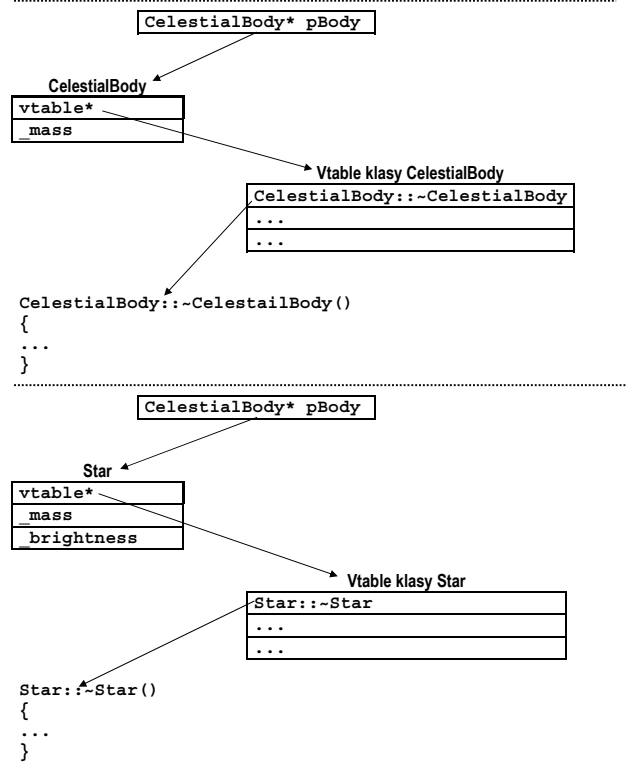 CelestialBody* pBody
CelestialBody
vtable*
_mass
Vtable klasy CelestialBody
CelestialBody::~CelestialBody
...
...
CelestialBody::~CelestailBody()
{
...
}
CelestialBody* pBody
Star
vtable*
_mass
_brightness
Vtable klasy Star
Star::~Star
...
...
Star::~Star()
{
...
}